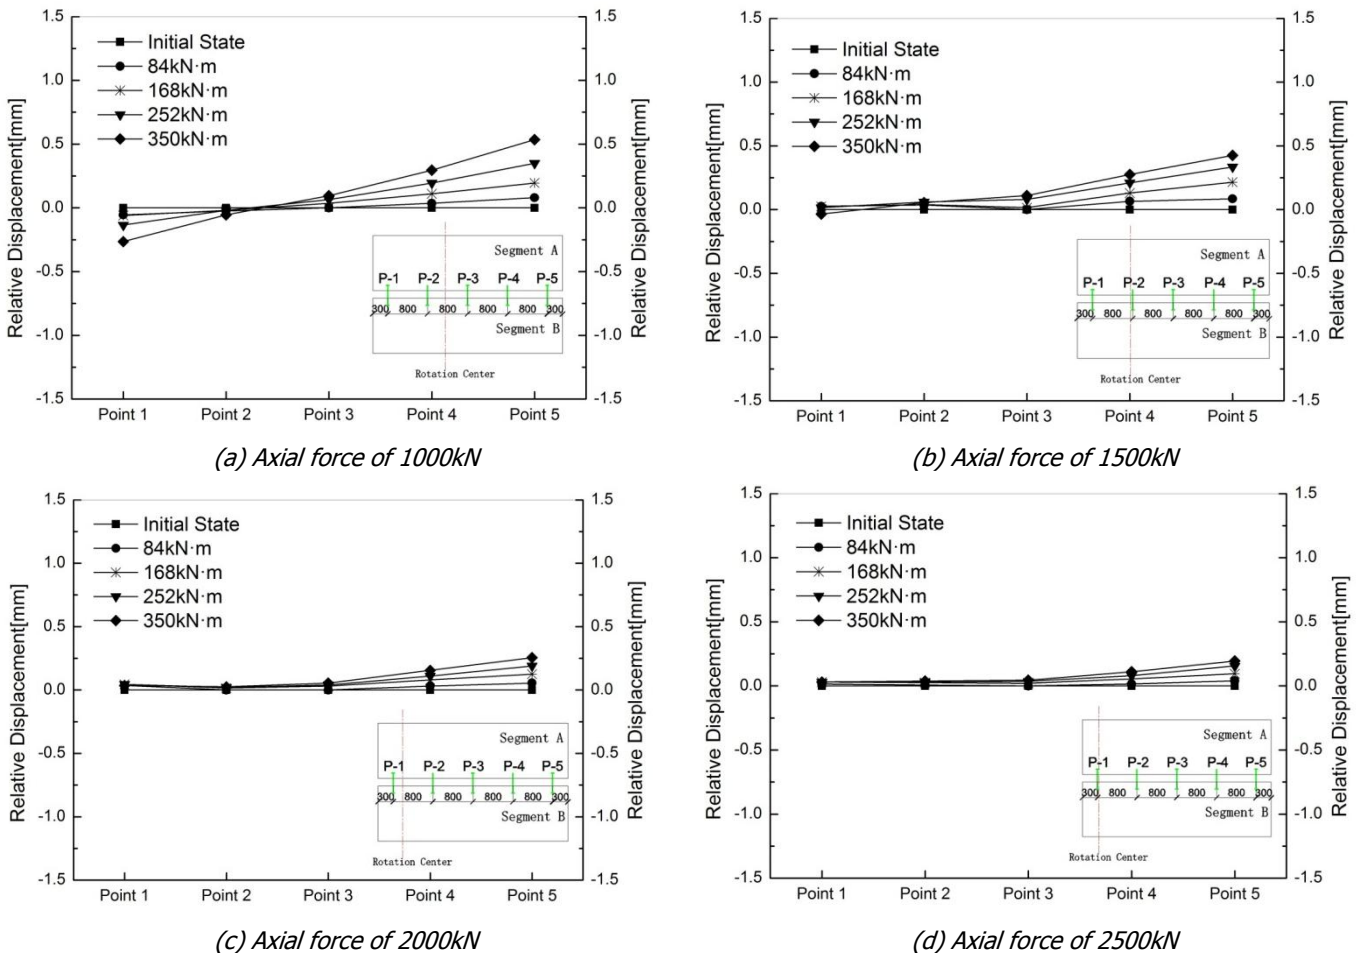 1.5
1.0
0.5
0.0
-0.5
-1.0
-1.5
Relative Displacement[mm]
Initial State
84kN·m
168kN·m
252kN·m
350kN·m
Segment A
P-1 P-2 P-3 P-4 P-5
300 800 800 800 800 300
Segment B
Rotation Center
Point 1 Point 2 Point 3 Point 4 Point 5
1.5
1.0
0.5
0.0
-0.5
-1.0
-1.5
Relative Displacement[mm]
(a) Axial force of 1000kN
1.5
1.0
0.5
0.0
-0.5
-1.0
-1.5
Relative Displacement[mm]
Initial State
84kN·m
168kN·m
252kN·m
350kN·m
Segment A
P-1 P-2 P-3 P-4 P-5
300 800 800 800 800 300
Segment B
Rotation Center
Point 1 Point 2 Point 3 Point 4 Point 5
1.5
1.0
0.5
0.0
-0.5
-1.0
-1.5
Relative Displacement[mm]
(b) Axial force of 1500kN
1.5
1.0
0.5
0.0
-0.5
-1.0
-1.5
Relative Displacement[mm]
Initial State
84kN·m
168kN·m
252kN·m
350kN·m
Segment A
P-1 P-2 P-3 P-4 P-5
300 800 800 800 800 300
Segment B
Rotation Center
Point 1 Point 2 Point 3 Point 4 Point 5
1.5
1.0
0.5
0.0
-0.5
-1.0
-1.5
Relative Displacement[mm]
(c) Axial force of 2000kN
1.5
1.0
0.5
0.0
-0.5
-1.0
-1.5
Relative Displacement[mm]
Initial State
84kN·m
168kN·m
252kN·m
350kN·m
Segment A
P-1 P-2 P-3 P-4 P-5
300 800 800 800 800 300
Segment B
Rotation Center
Point 1 Point 2 Point 3 Point 4 Point 5
1.5
1.0
0.5
0.0
-0.5
-1.0
-1.5
Relative Displacement[mm]
(d) Axial force of 2500kN